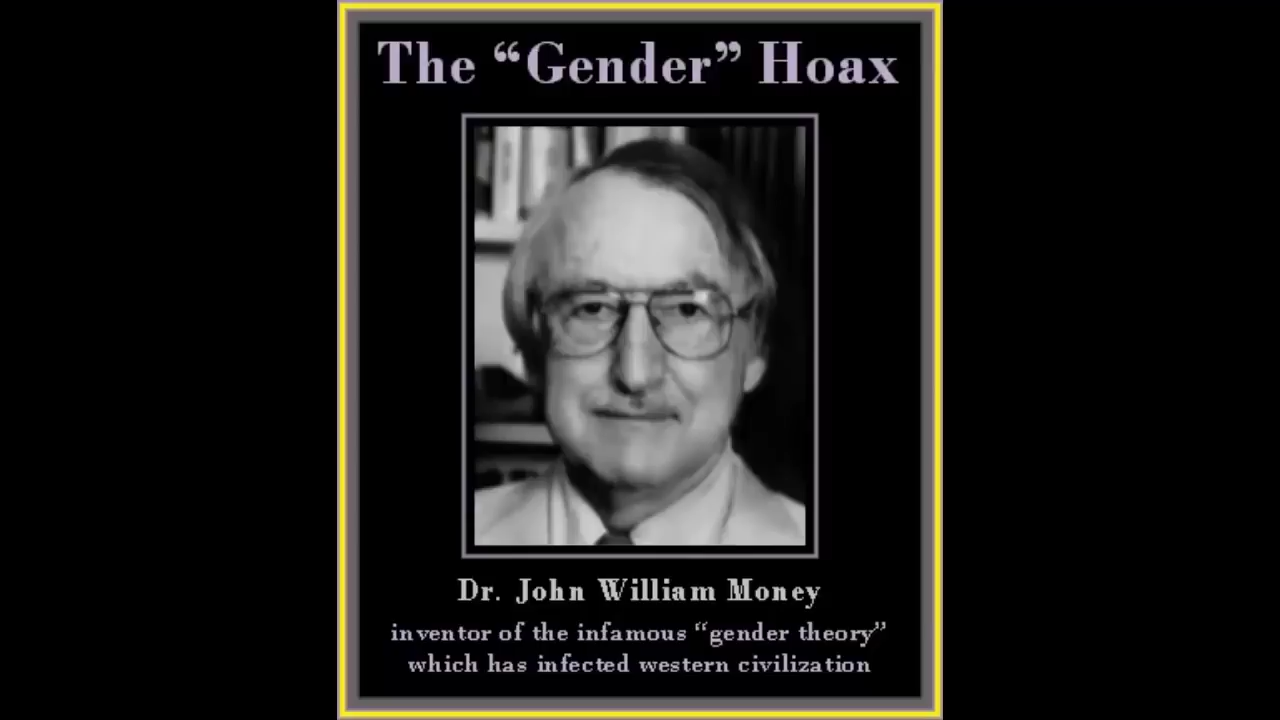 The “Gender” Hoax
Dr. John William Money
inventor of the infamous “gender theory”
which has infected western civilization